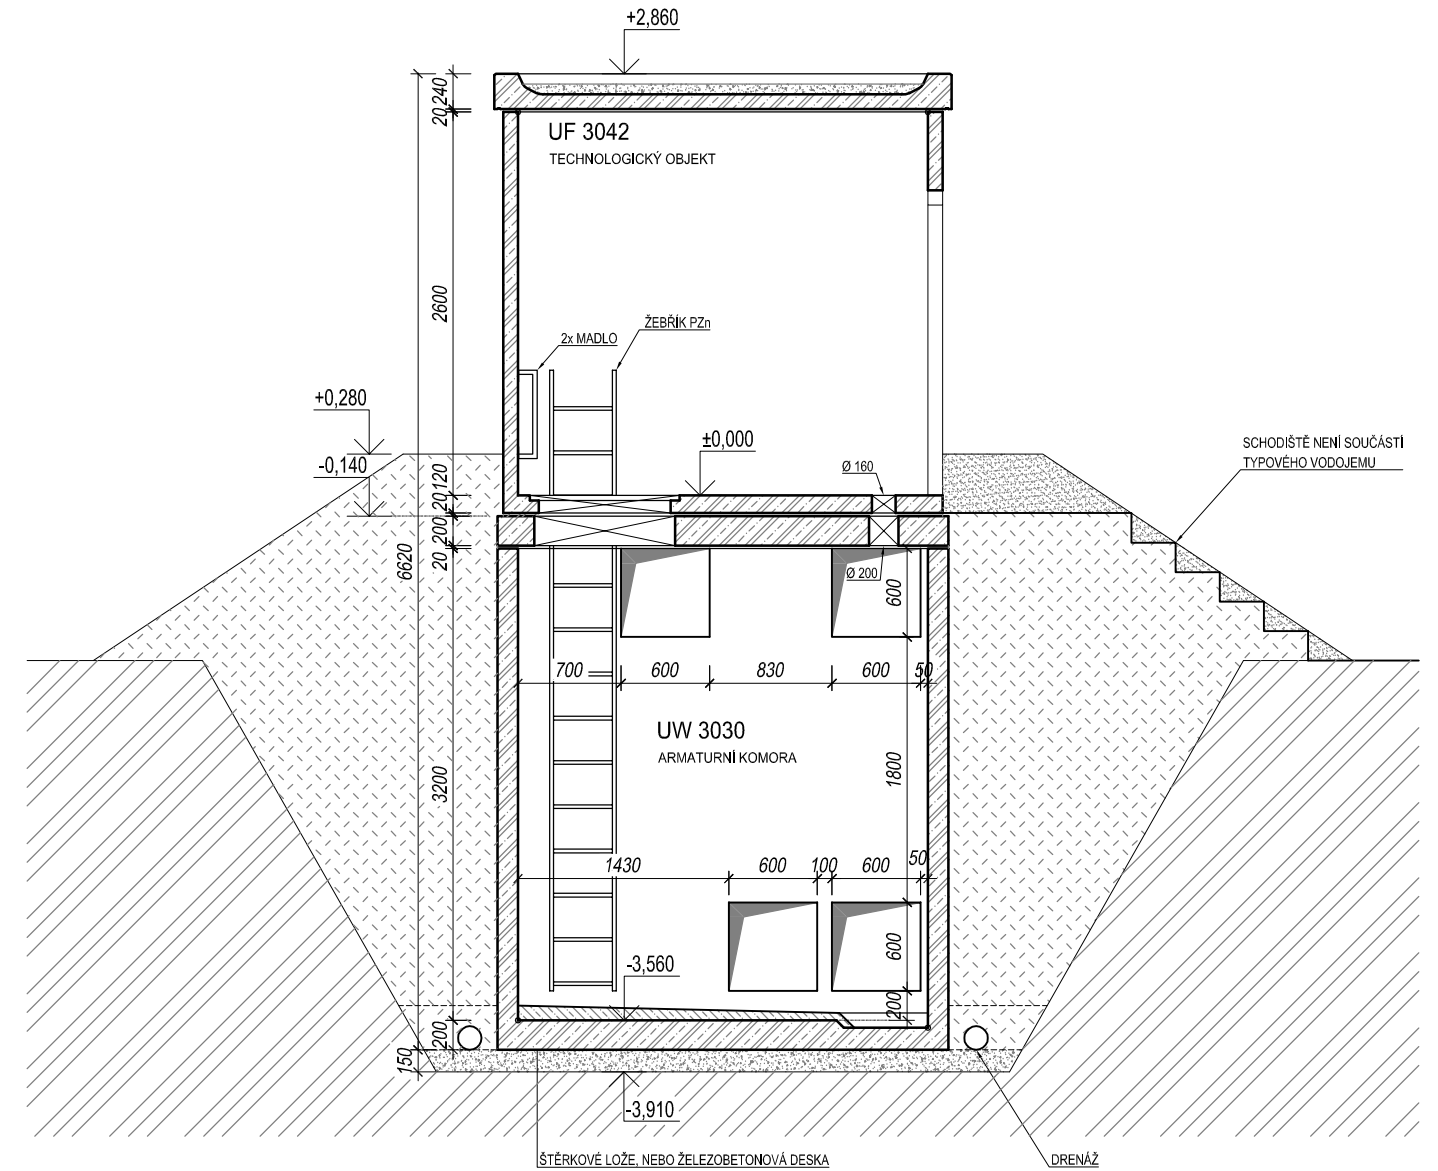 +2,860
240
20
UF 3042
TECHNOLOGICKÝ OBJEKT
2600
ŽEBŘÍK PZn
2x MADLO
+0,280
±0,000
SCHODIŠTĚ NENÍ SOUČÁSTÍ
TYPOVÉHO VODOJEMU
-0,140
Ø 160
120
20
200
20
6620
Ø 200
600
700
600
830
600
50
UW 3030
ARMATURNÍ KOMORA
3200
1800
1430
600
100
600
50
600
-3,560
200
200
150
-3,910
ŠTĚRKOVÉ LOŽE, NEBO ŽELEZOBETONOVÁ DESKA
DRENÁŽ